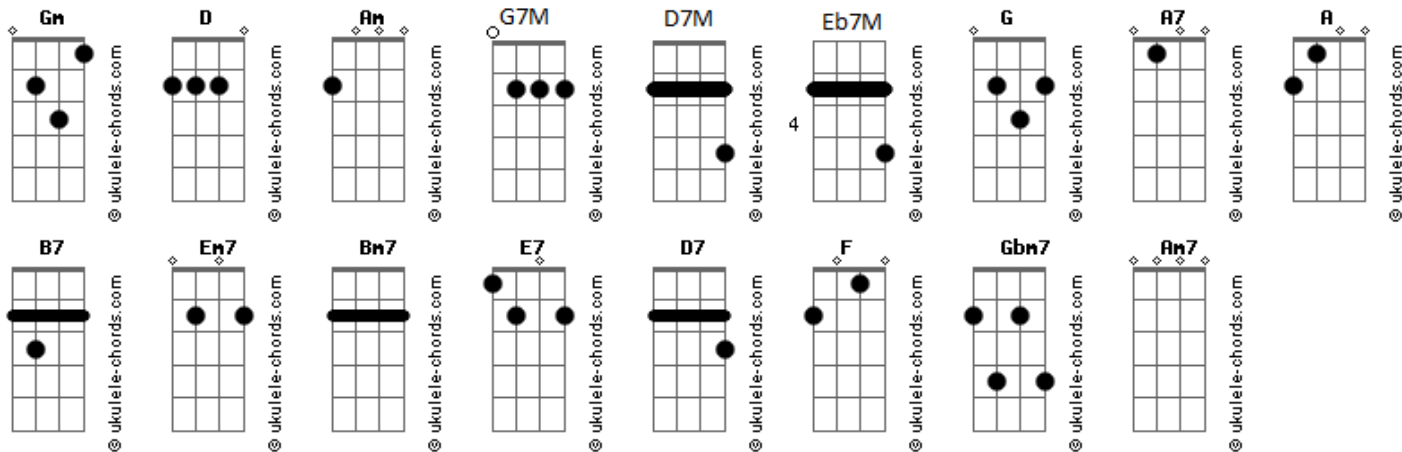 Gm D Am G7M D7M Eb7M G A7 A
© ukulele-chords.com © ukulele-chords.com © ukulele-chords.com © ukulele-chords.com © ukulele-chords.com © ukulele-chords.com © ukulele-chords.com © ukulele-chords.com © ukulele-chords.com
4
B7 Em7 Bm7 E7 D7 F Gbm7 Am7
© ukulele-chords.com © ukulele-chords.com © ukulele-chords.com © ukulele-chords.com © ukulele-chords.com © ukulele-chords.com © ukulele-chords.com © ukulele-chords.com